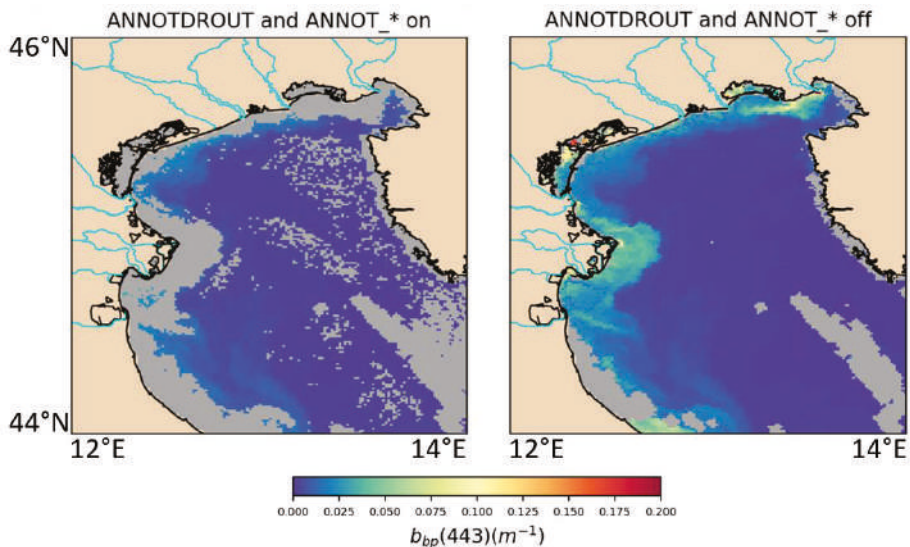 ANNOTDROUT and ANNOT_* on
ANNOTDROUT and ANNOT_* off
46°N
44°N
12°E 14°E
12°E 14°E
0.000 0.025 0.050 0.075 0.100 0.125 0.150 0.175 0.200
b_bp(443)(m⁻¹)